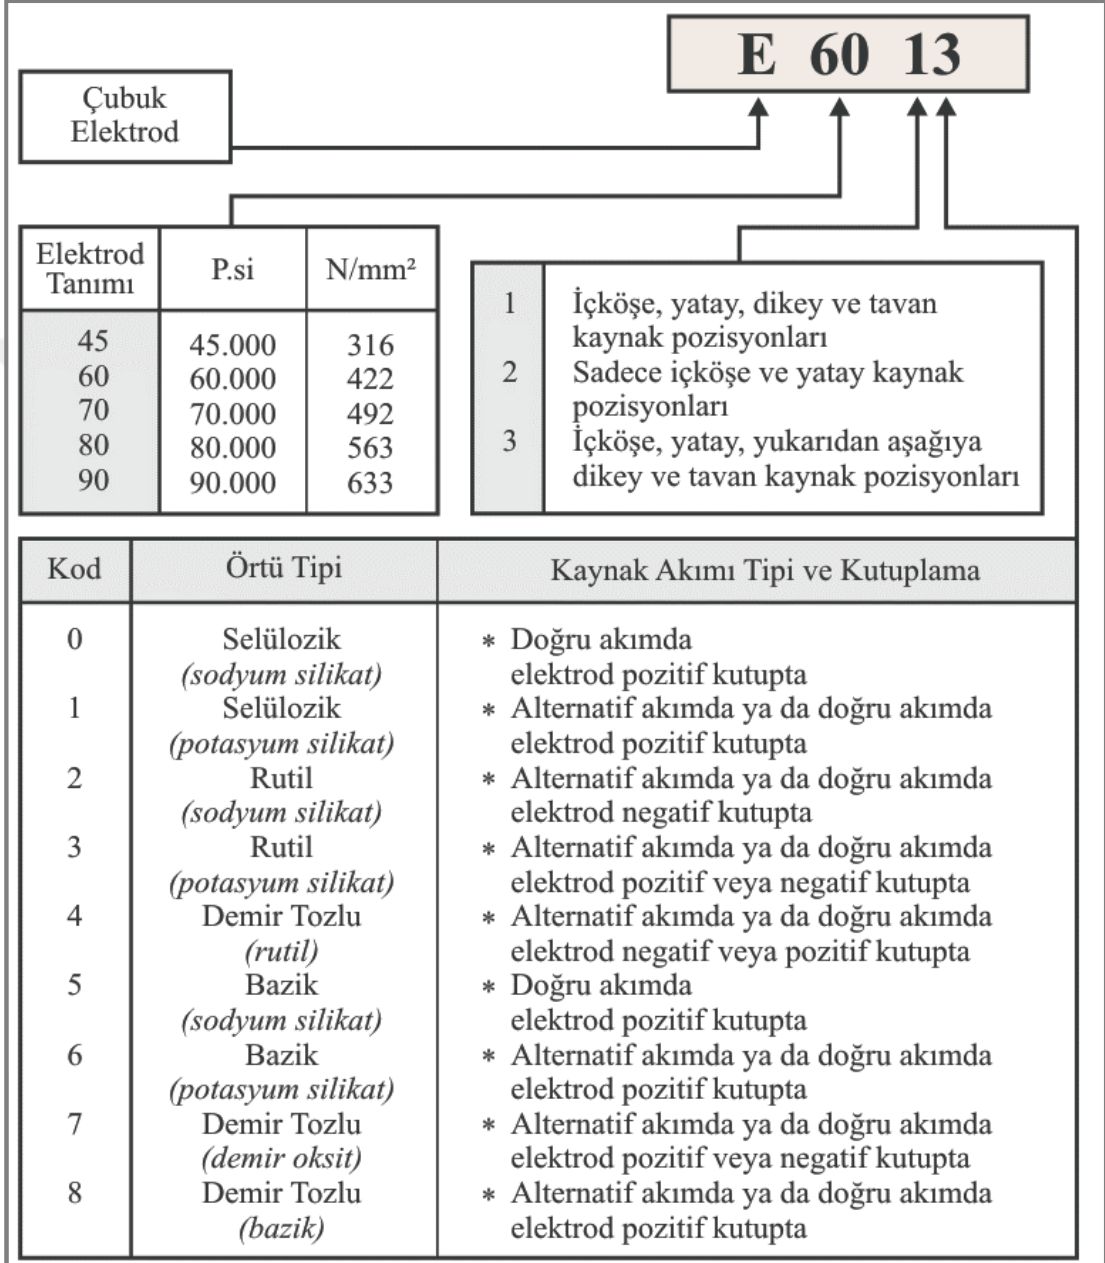 E 60 13
Çubuk
Elektrod
Elektrod
Tanımı
P.si
N/mm²
45 45.000 316
60 60.000 422
70 70.000 492
80 80.000 563
90 90.000 633
1 İçköşe, yatay, dikey ve tavan
kaynak pozisyonları
2 Sadece içköşe ve yatay kaynak
pozisyonları
3 İçköşe, yatay, yukarıdan aşağıya
dikey ve tavan kaynak pozisyonları
Kod Örtü Tipi Kaynak Akımı Tipi ve Kutuplama
0 Selülozik * Doğru akımda
(sodyum silikat) elektrod pozitif kutupta
1 Selülozik * Alternatif akımda ya da doğru akımda
(potasyum silikat) elektrod pozitif kutupta
2 Rutil * Alternatif akımda ya da doğru akımda
(sodyum silikat) elektrod negatif kutupta
3 Rutil * Alternatif akımda ya da doğru akımda
(potasyum silikat) elektrod pozitif veya negatif kutupta
4 Demir Tozlu * Alternatif akımda ya da doğru akımda
(rutil) elektrod negatif veya pozitif kutupta
5 Bazik * Doğru akımda
(sodyum silikat) elektrod pozitif kutupta
6 Bazik * Alternatif akımda ya da doğru akımda
(potasyum silikat) elektrod pozitif kutupta
7 Demir Tozlu * Alternatif akımda ya da doğru akımda
(demir oksit) elektrod pozitif veya negatif kutupta
8 Demir Tozlu * Alternatif akımda ya da doğru akımda
(bazik) elektrod pozitif kutupta